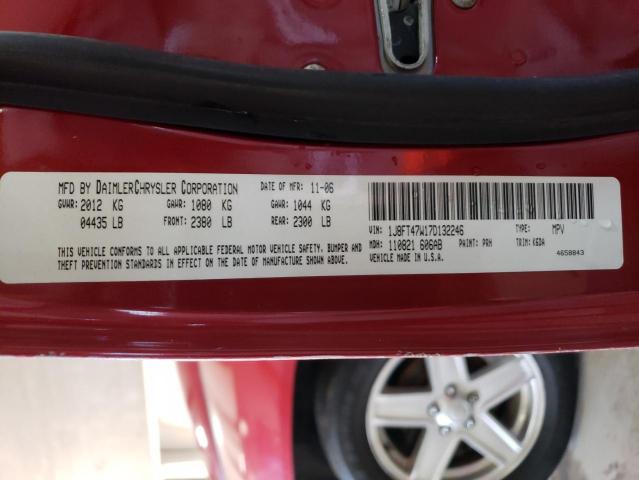 MFD BY DAIMLERCHRYSLER CORPORATION DATE OF MFR: 11-06
GVWR: 2012 KG GAWR: 1080 KG GAWR: 1044 KG
04435 LB FRONT: 2380 LB REAR: 2300 LB
THIS VEHICLE CONFORMS TO ALL APPLICABLE FEDERAL MOTOR VEHICLE SAFETY, BUMPER AND
THEFT PREVENTION STANDARDS IN EFFECT ON THE DATE OF MANUFACTURE SHOWN ABOVE.
VIN: 1J8FT47W17D132246 TYPE: MPV
MDH: 110821 606AB PAINT: PRH TRIM: K6DA
VEHICLE MADE IN U.S.A. 4658843